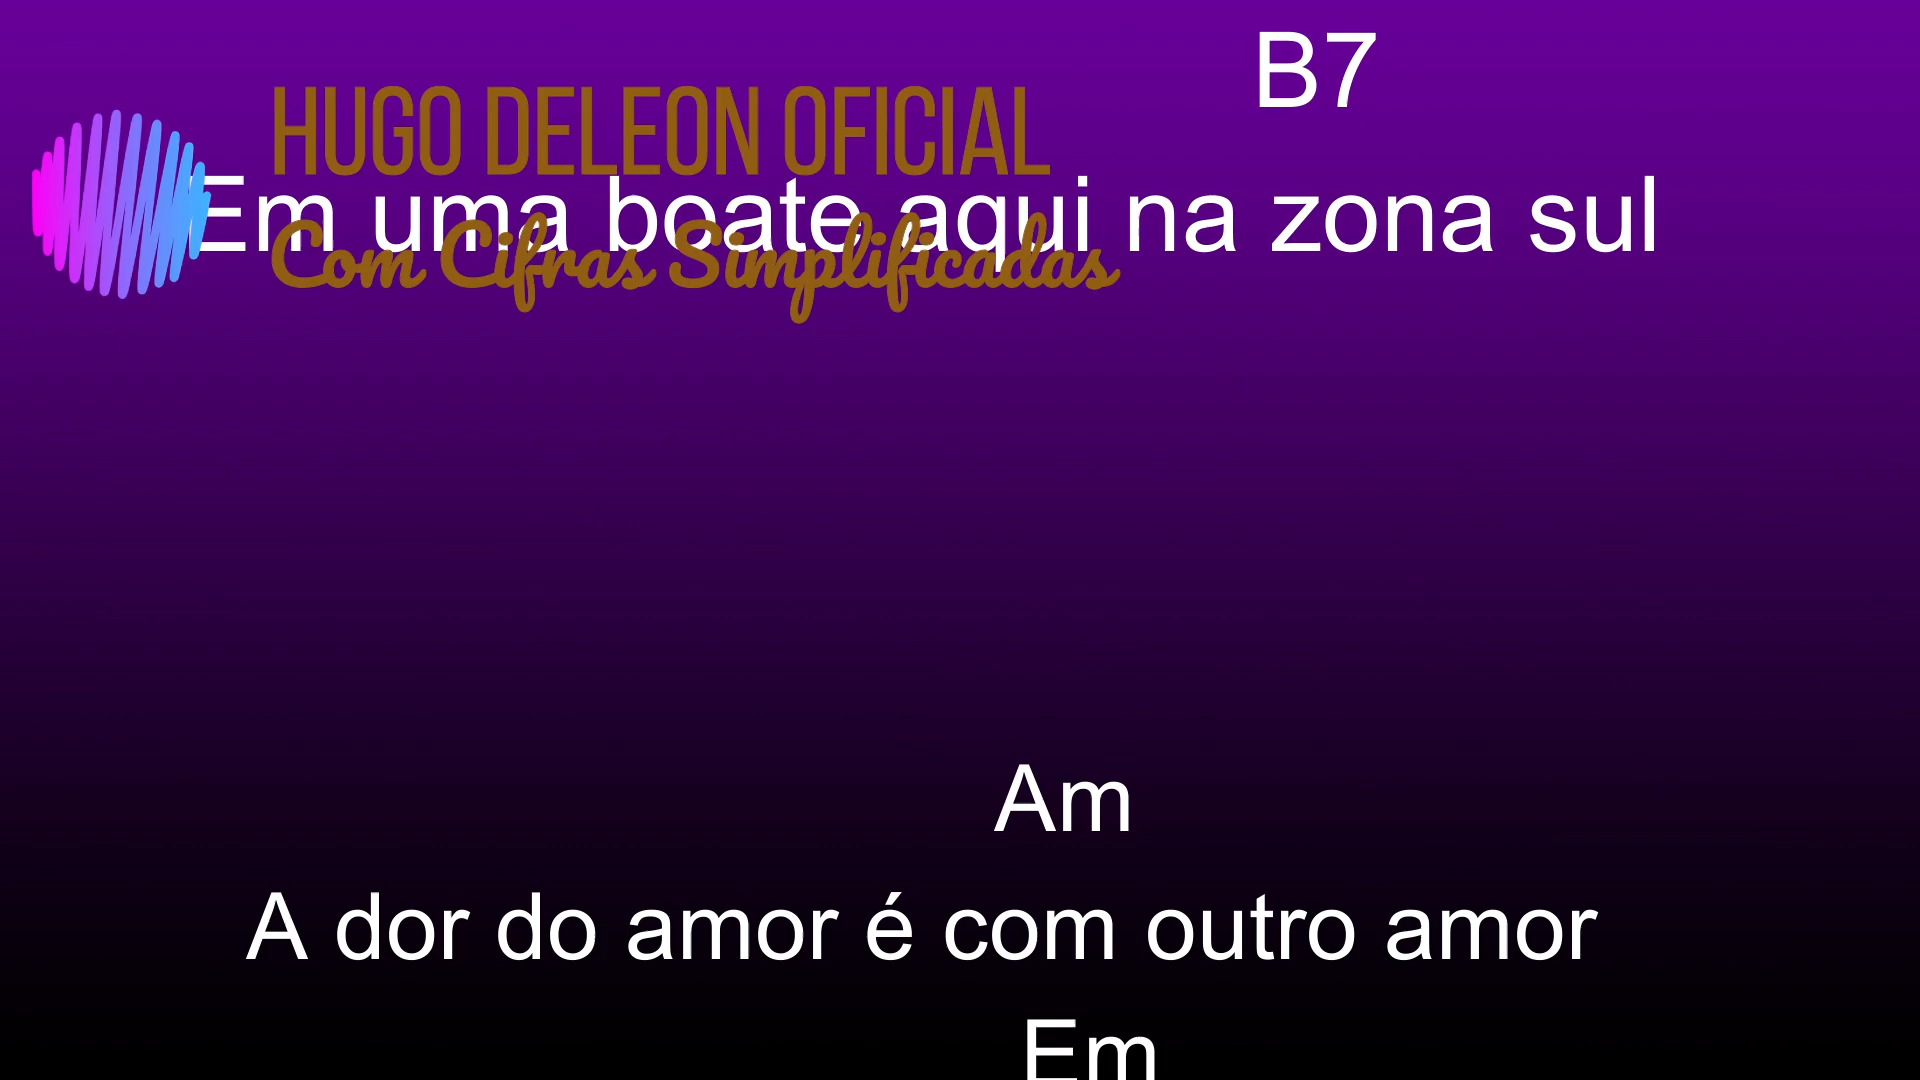 B7
HUGO DELEON OFICIAL
Em uma boate aqui na zona sul
Com Cifras Simplificadas
Am
A dor do amor é com outro amor
Em